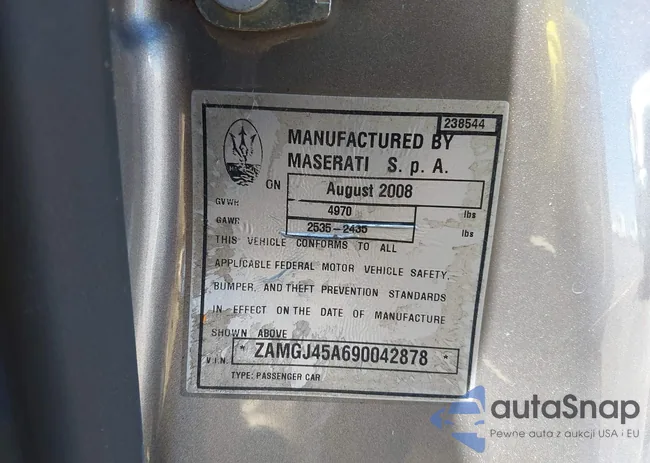 238544
MANUFACTURED BY
MASERATI S. p A.
ON August 2008
GVWR 4970 lbs
GAWR 2535-2435 lbs
THIS VEHICLE CONFORMS TO ALL
APPLICABLE FEDERAL MOTOR VEHICLE SAFETY,
BUMPER, AND THEFT PREVENTION STANDARDS
IN EFFECT ON THE DATE OF MANUFACTURE
SHOWN ABOVE
V.I.N. * ZAMGJ45A690042878 *
TYPE: PASSENGER CAR
autaSnap
Pewne auta z aukcji USA i EU